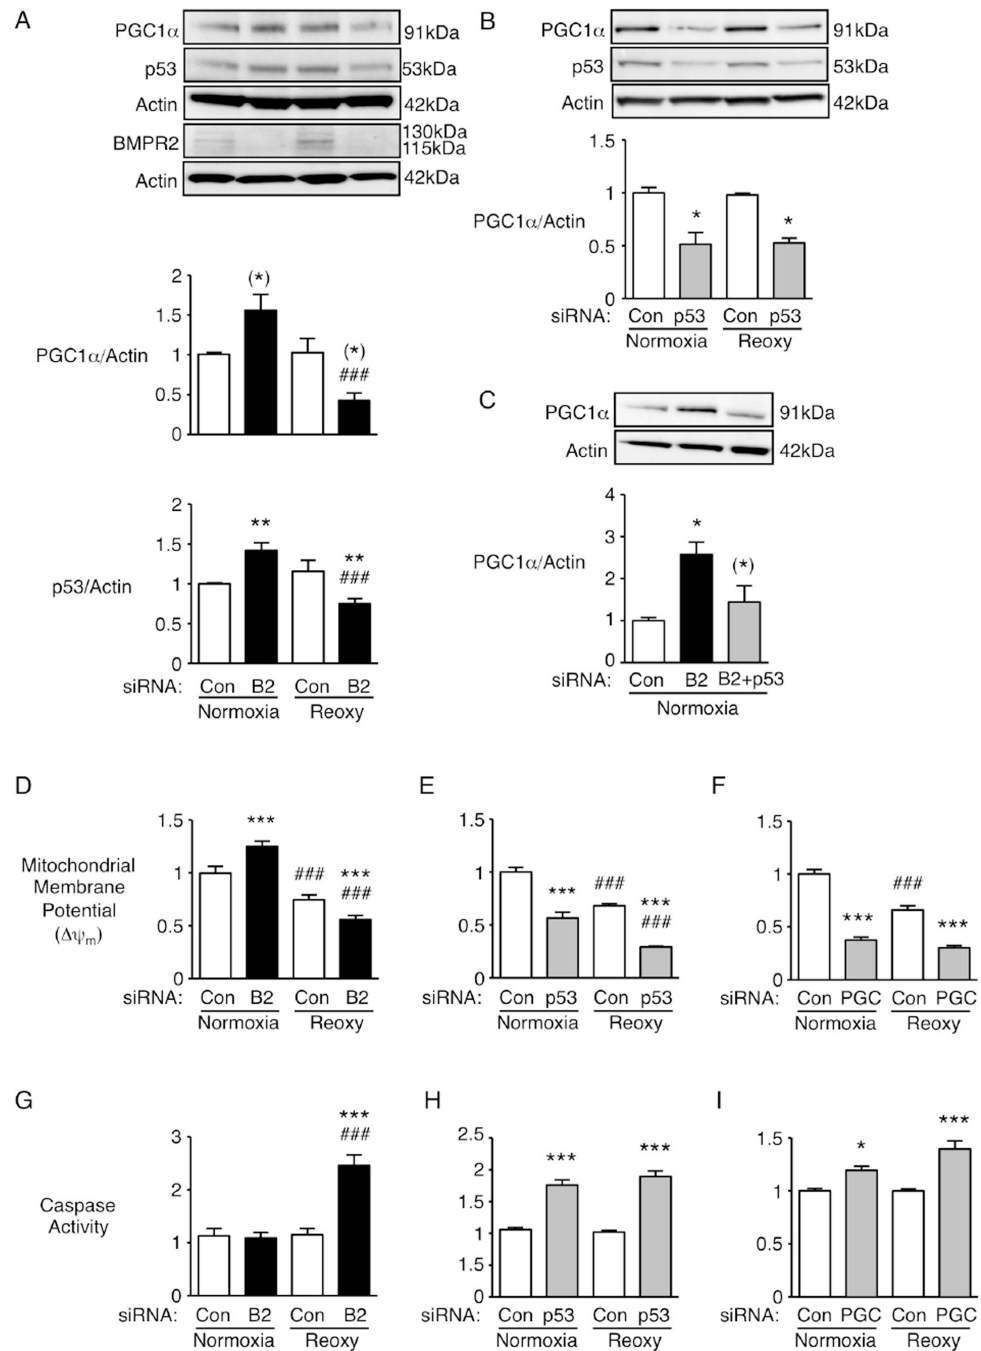 A
PGC1α 91kDa
p53 53kDa
Actin 42kDa
BMPR2 130kDa
115kDa
Actin 42kDa
2
1.5
1
0.5
0
PGC1α/Actin
(*)
(*)
###
2
1.5
1
0.5
0
p53/Actin
**
**
###
siRNA: Con B2 Con B2
Normoxia Reoxy
B
PGC1α 91kDa
p53 53kDa
Actin 42kDa
1.5
1
0.5
0
PGC1α/Actin
* *
siRNA: Con p53 Con p53
Normoxia Reoxy
C
PGC1α 91kDa
Actin 42kDa
4
3
2
1
0
PGC1α/Actin
*
(*)
siRNA: Con B2 B2+p53
Normoxia
D
Mitochondrial
Membrane
Potential
(Δψm)
1.5
1
0.5
0
***
### ***
###
siRNA: Con B2 Con B2
Normoxia Reoxy
E
1.5
1
0.5
0
***
### ***
###
siRNA: Con p53 Con p53
Normoxia Reoxy
F
1.5
1
0.5
0
***
###
***
siRNA: Con PGC Con PGC
Normoxia Reoxy
G
Caspase
Activity
3
2
1
0
***
###
siRNA: Con B2 Con B2
Normoxia Reoxy
H
2.5
2
1.5
1
1.5
0
*** ***
siRNA: Con p53 Con p53
Normoxia Reoxy
I
1.5
1
0.5
0
* ***
siRNA: Con PGC Con PGC
Normoxia Reoxy